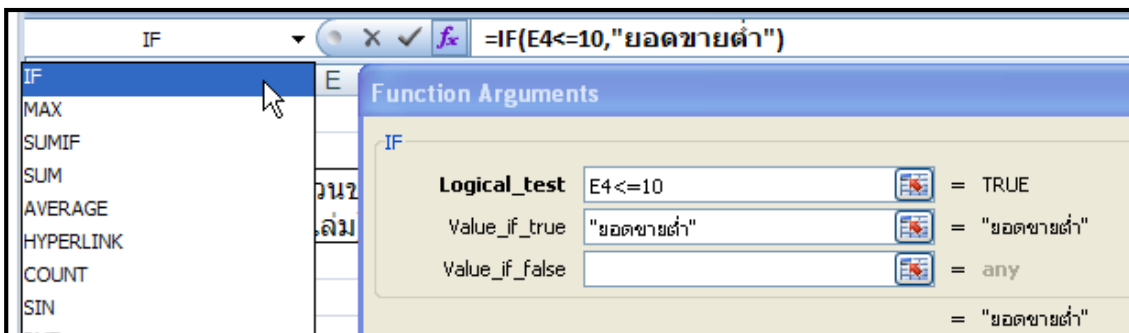 IF
=IF(E4<=10,"ยอดขายต่ำ")
IF
MAX
SUMIF
SUM
AVERAGE
HYPERLINK
COUNT
SIN
E
Function Arguments
IF
Logical_test E4<=10 = TRUE
Value_if_true "ยอดขายต่ำ" = "ยอดขายต่ำ"
Value_if_false = any
= "ยอดขายต่ำ"